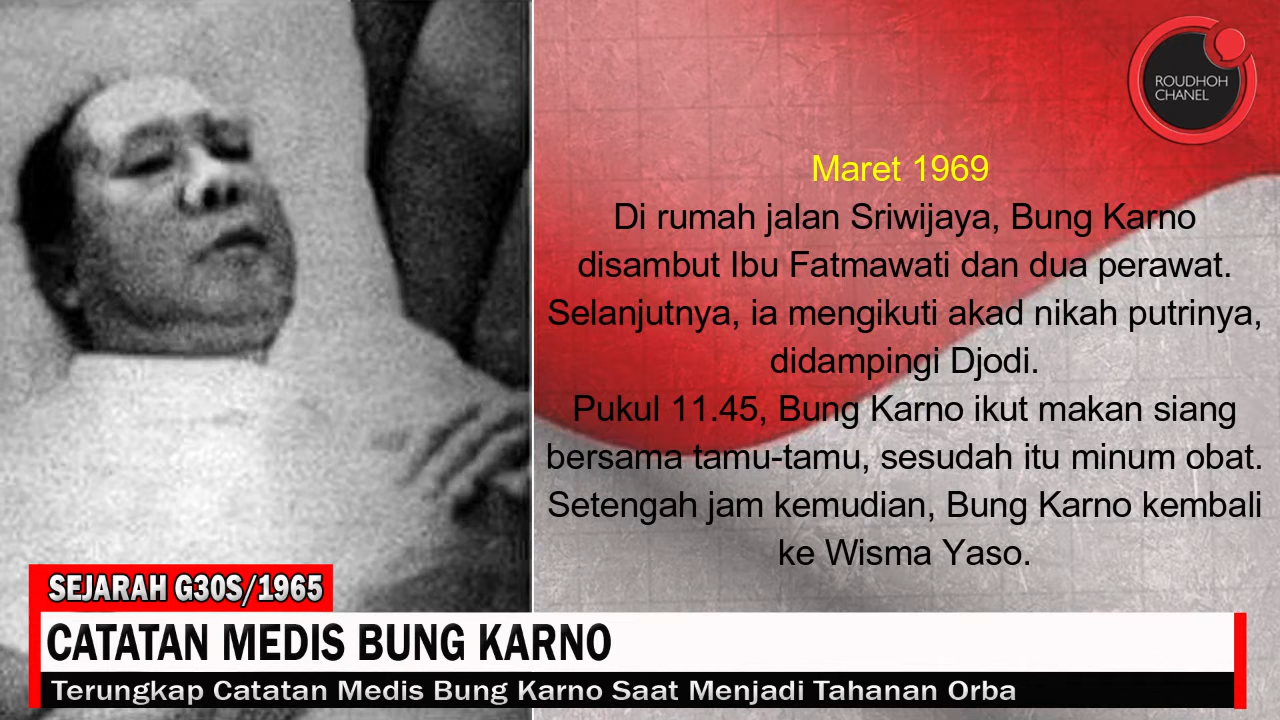 ROUDHOH
CHANEL
Maret 1969
Di rumah jalan Sriwijaya, Bung Karno
disambut Ibu Fatmawati dan dua perawat.
Selanjutnya, ia mengikuti akad nikah putrinya,
didampingi Djodi.
Pukul 11.45, Bung Karno ikut makan siang
bersama tamu-tamu, sesudah itu minum obat.
Setengah jam kemudian, Bung Karno kembali
ke Wisma Yaso.
SEJARAH G30S/1965
CATATAN MEDIS BUNG KARNO
Terungkap Catatan Medis Bung Karno Saat Menjadi Tahanan Orba